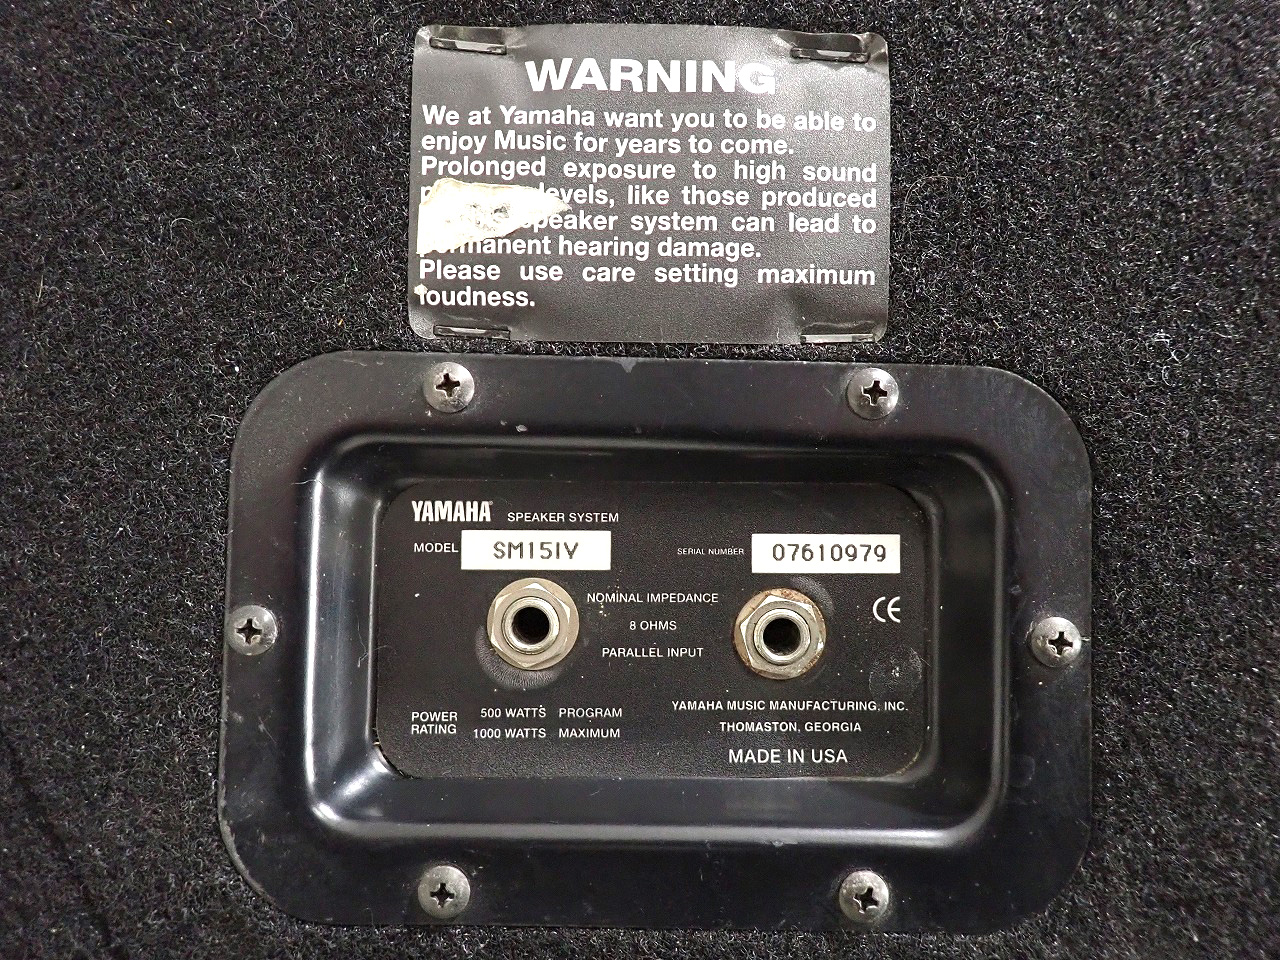 WARNING
We at Yamaha want you to be able to
enjoy Music for years to come.
Prolonged exposure to high sound
levels, like those produced
speaker system can lead to
permanent hearing damage.
Please use care setting maximum
loudness.
YAMAHA SPEAKER SYSTEM
MODEL SM15IV SERIAL NUMBER 07610979
NOMINAL IMPEDANCE
8 OHMS
PARALLEL INPUT
CE
POWER RATING
500 WATTS PROGRAM
1000 WATTS MAXIMUM
YAMAHA MUSIC MANUFACTURING, INC.
THOMASTON, GEORGIA
MADE IN USA